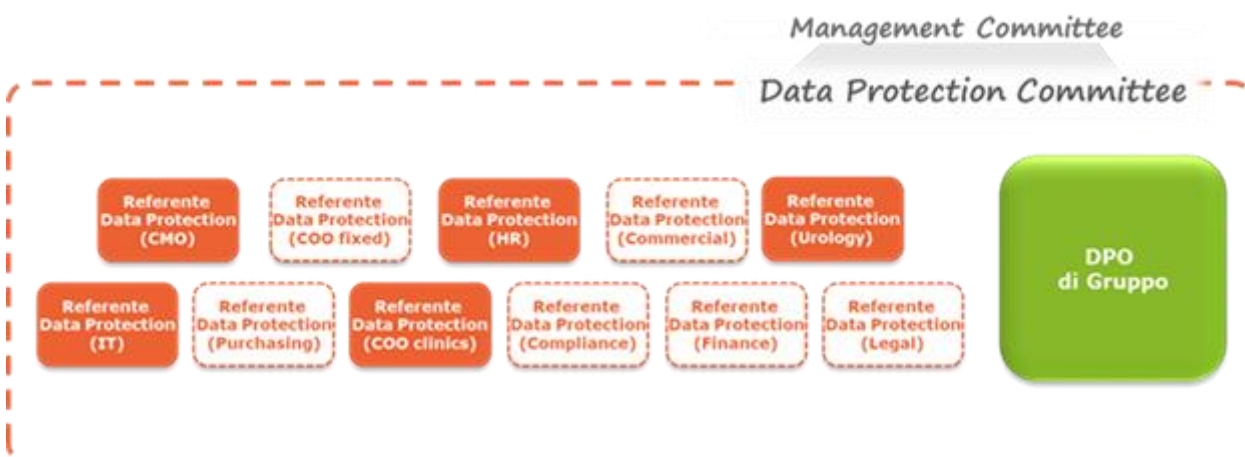 Management Committee
Data Protection Committee
Referente
Data Protection
(CMO)
Referente
Data Protection
(COO fixed)
Referente
Data Protection
(HR)
Referente
Data Protection
(Commercial)
Referente
Data Protection
(Urology)
DPO
di Gruppo
Referente
Data Protection
(IT)
Referente
Data Protection
(Purchasing)
Referente
Data Protection
(COO clinics)
Referente
Data Protection
(Compliance)
Referente
Data Protection
(Finance)
Referente
Data Protection
(Legal)